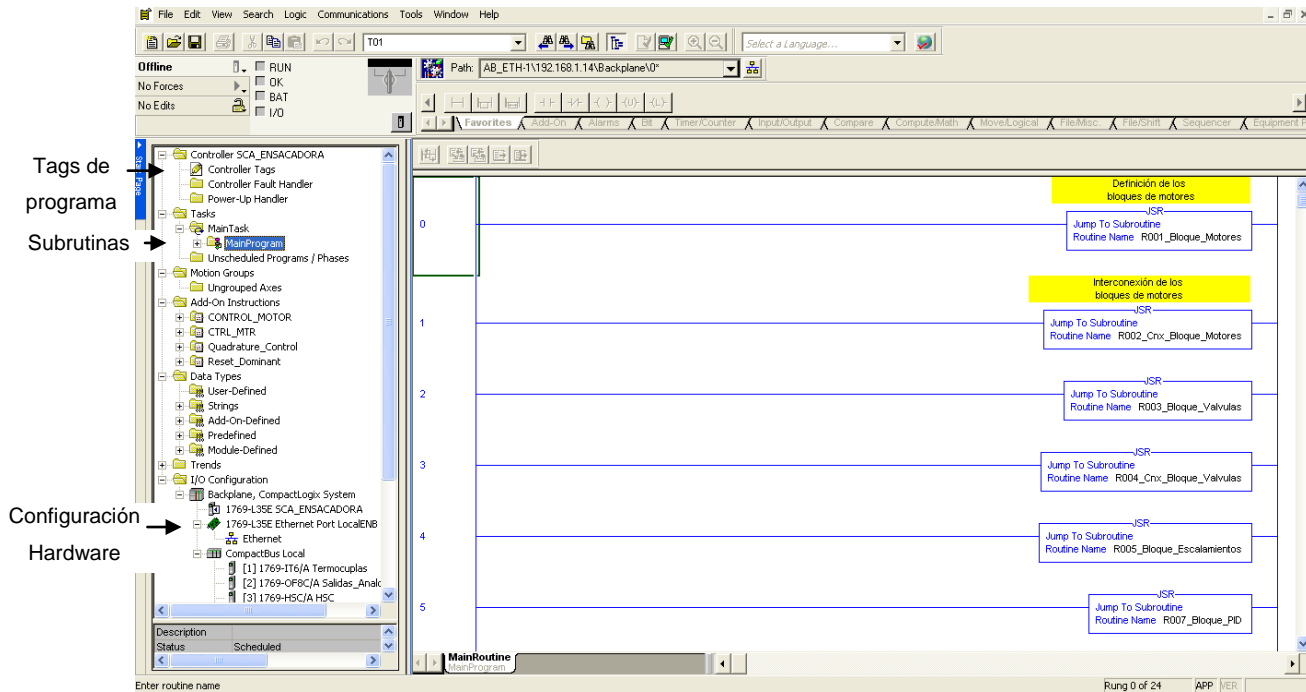 File Edit View Search Logic Communications Tools Window Help
T01
Select a Language...
Offline
RUN
No Forces
OK
BAT
No Edits
I/O
Path: AB_ETH-1\192.168.1.14\Backplane\0*
Favorites Add-On Alarms Bit Timer/Counter Input/Output Compare Compute/Math Move/Logical File/Misc. File/Shift Sequencer Equipment P
Start Page
Tags de
programa
Subrutinas
Configuración
Hardware
Controller SCA_ENSACADORA
Controller Tags
Controller Fault Handler
Power-Up Handler
Tasks
MainTask
MainProgram
Unscheduled Programs / Phases
Motion Groups
Ungrouped Axes
Add-On Instructions
CONTROL_MOTOR
CTRL_MTR
Quadrature_Control
Reset_Dominant
Data Types
User-Defined
Strings
Add-On-Defined
Predefined
Module-Defined
Trends
I/O Configuration
Backplane, CompactLogix System
1769-L35E SCA_ENSACADORA
1769-L35E Ethernet Port LocalENB
Ethernet
CompactBus Local
[1] 1769-IT6/A Termocuplas
[2] 1769-OF8C/A Salidas_Analo
[3] 1769-HSC/A HSC
Description
Status Scheduled
Definición de los
bloques de motores
0
JSR
Jump To Subroutine
Routine Name R001_Bloque_Motores
Interconexión de los
bloques de motores
1
JSR
Jump To Subroutine
Routine Name R002_Cnx_Bloque_Motores
2
JSR
Jump To Subroutine
Routine Name R003_Bloque_Valvulas
3
JSR
Jump To Subroutine
Routine Name R004_Cnx_Bloque_Valvulas
4
JSR
Jump To Subroutine
Routine Name R005_Bloque_Escalamientos
5
JSR
Jump To Subroutine
Routine Name R007_Bloque_PID
MainRoutine
MainProgram
Enter routine name
Rung 0 of 24
APP
VER